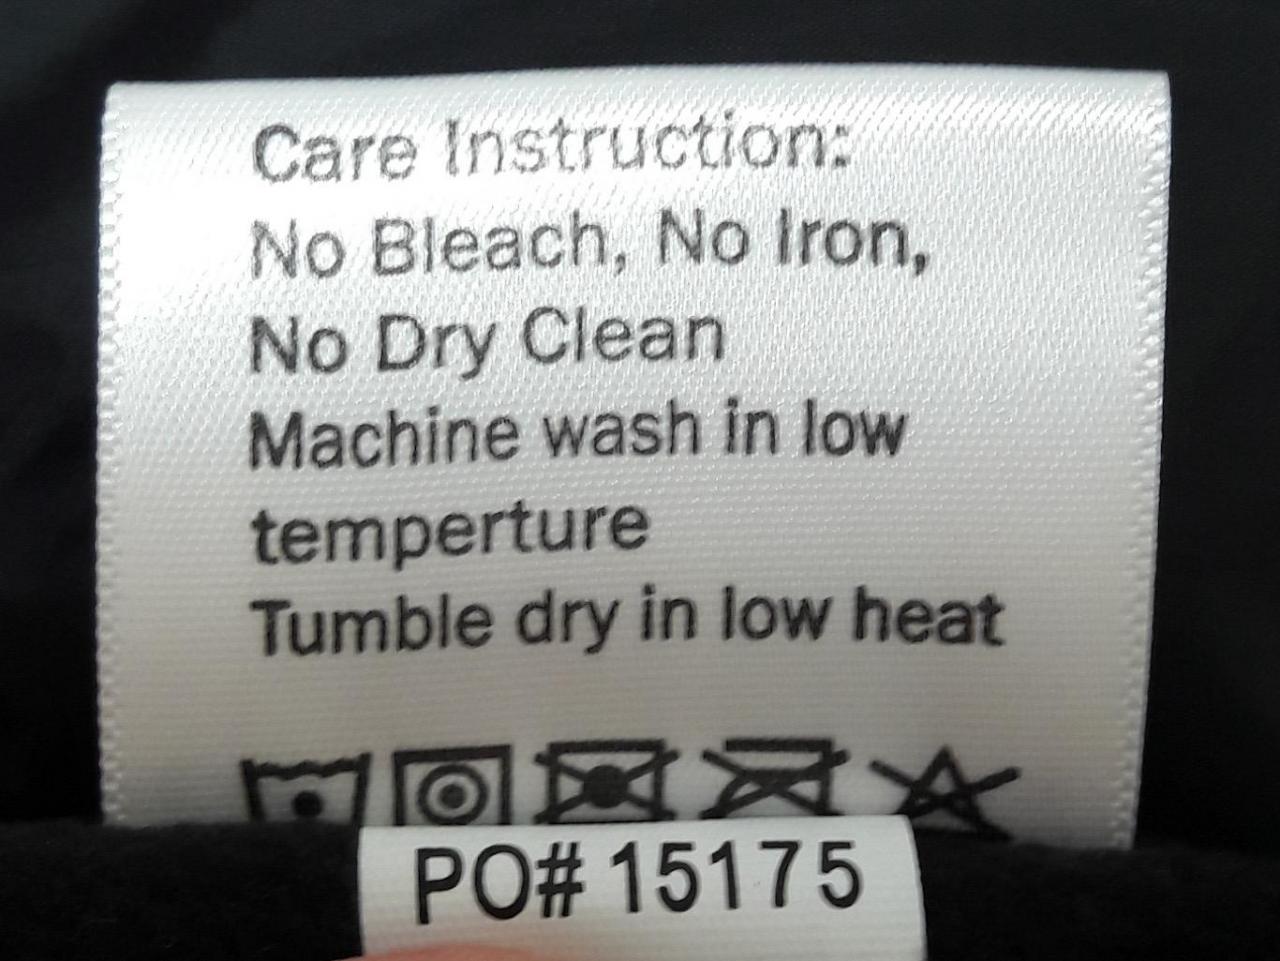 Care Instruction:
No Bleach, No Iron,
No Dry Clean
Machine wash in low
temperture
Tumble dry in low heat
PO# 15175